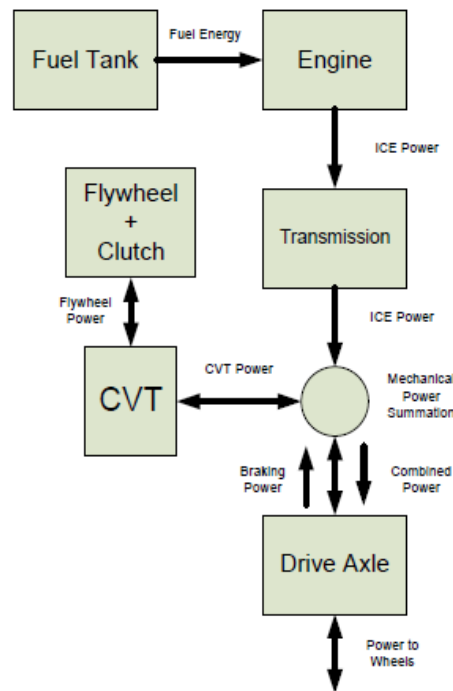 Fuel Energy
Fuel Tank
Engine
ICE Power
Flywheel
+
Clutch
Transmission
Flywheel
Power
ICE Power
CVT Power
CVT
Mechanical
Power
Summation
Braking
Power
Combined
Power
Drive Axle
Power to
Wheels